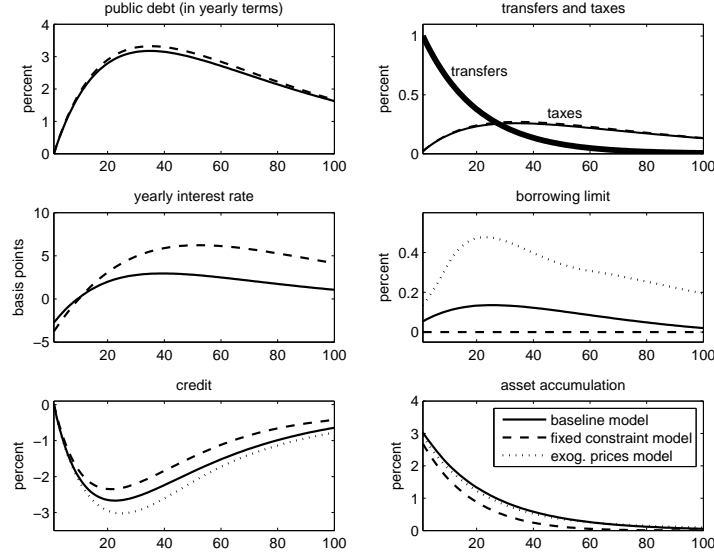 public debt (in yearly terms)
percent
4
3
2
1
0
20 40 60 80 100
transfers and taxes
percent
1
0.5
0
transfers
taxes
20 40 60 80 100
yearly interest rate
basis points
10
5
0
−5
20 40 60 80 100
borrowing limit
percent
0.4
0.2
0
20 40 60 80 100
credit
percent
0
−1
−2
−3
20 40 60 80 100
asset accumulation
percent
4
3
2
1
0
baseline model
fixed constraint model
exog. prices model
20 40 60 80 100